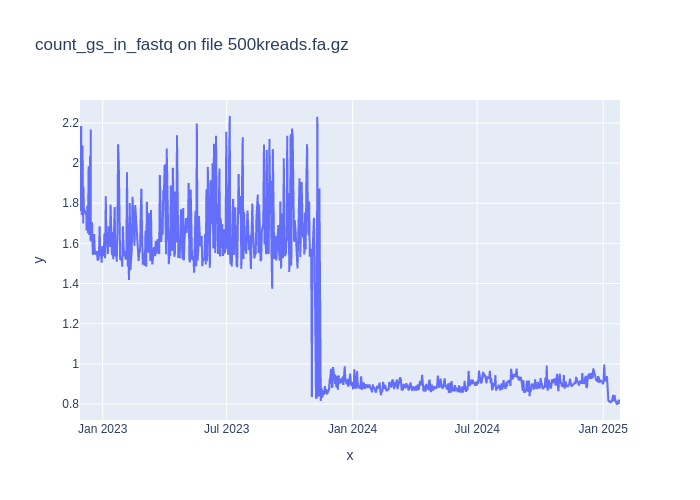 count_gs_in_fastq on file 500kreads.fa.gz
2.2
2
1.8
1.6
1.4
1.2
1
0.8
y
Jan 2023
Jul 2023
Jan 2024
Jul 2024
Jan 2025
x